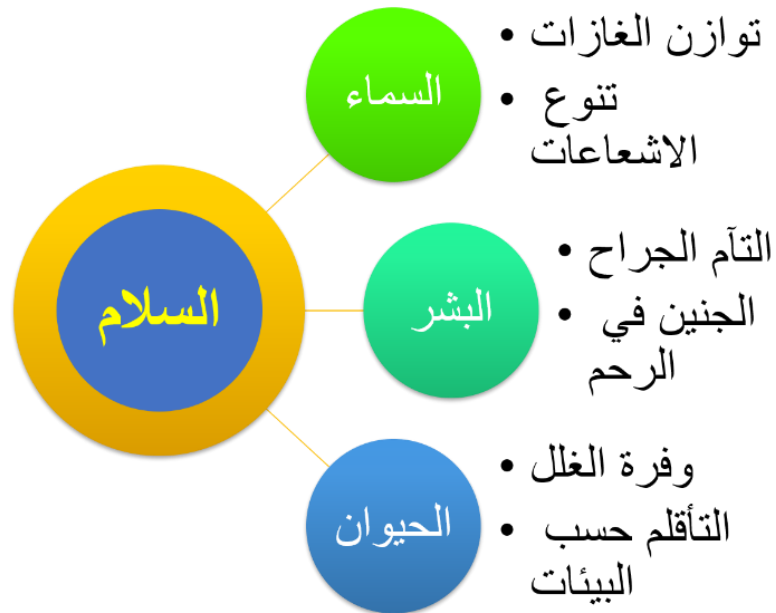 السلام
السماء
توازن الغازات
تنوع
الاشعاعات
البشر
التآم الجراح
الجنين في
الرحم
الحيوان
وفرة الغلل
التأقلم حسب
البيئات